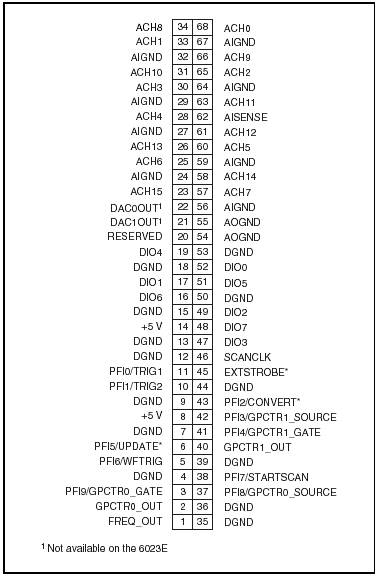 ACH8 34 68 ACH0
ACH1 33 67 AIGND
AIGND 32 66 ACH9
ACH10 31 65 ACH2
ACH3 30 64 AIGND
AIGND 29 63 ACH11
ACH4 28 62 AISENSE
AIGND 27 61 ACH12
ACH13 26 60 ACH5
ACH6 25 59 AIGND
AIGND 24 58 ACH14
ACH15 23 57 ACH7
DAC0OUT¹ 22 56 AIGND
DAC1OUT¹ 21 55 AOGND
RESERVED 20 54 AOGND
DIO4 19 53 DGND
DGND 18 52 DIO0
DIO1 17 51 DIO5
DIO6 16 50 DGND
DGND 15 49 DIO2
+5 V 14 48 DIO7
DGND 13 47 DIO3
DGND 12 46 SCANCLK
PFI0/TRIG1 11 45 EXTSTROBE*
PFI1/TRIG2 10 44 DGND
DGND 9 43 PFI2/CONVERT*
+5 V 8 42 PFI3/GPCTR1_SOURCE
DGND 7 41 PFI4/GPCTR1_GATE
PFI5/UPDATE* 6 40 GPCTR1_OUT
PFI6/WFTRIG 5 39 DGND
DGND 4 38 PFI7/STARTSCAN
PFI9/GPCTR0_GATE 3 37 PFI8/GPCTR0_SOURCE
GPCTR0_OUT 2 36 DGND
FREQ_OUT 1 35 DGND
¹ Not available on the 6023E